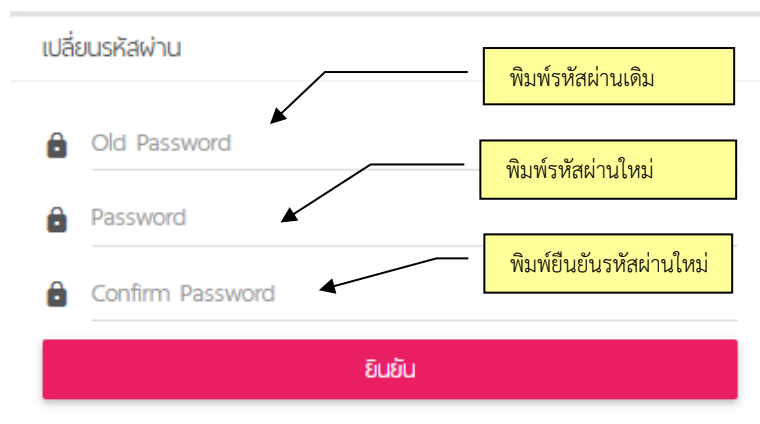 เปลี่ยนรหัสผ่าน
พิมพ์รหัสผ่านเดิม
Old Password
พิมพ์รหัสผ่านใหม่
Password
พิมพ์ยืนยันรหัสผ่านใหม่
Confirm Password
ยินยัน